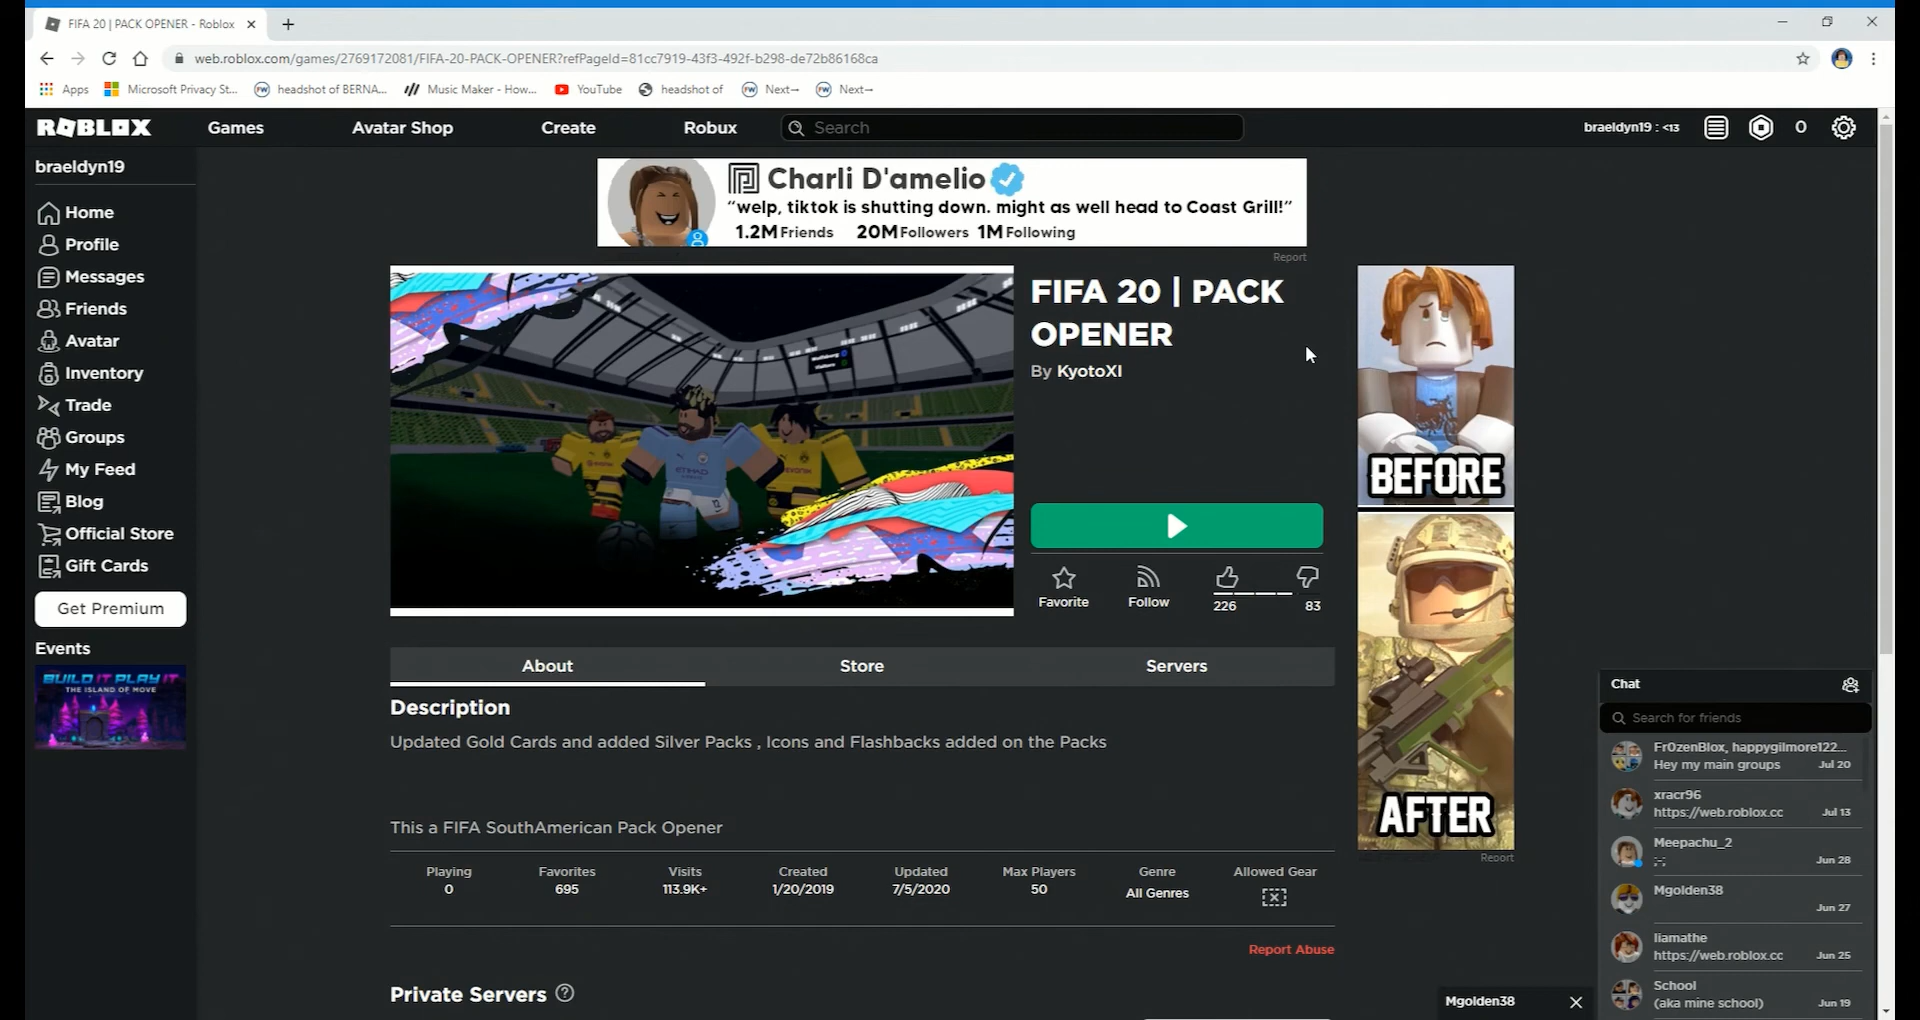 FIFA 20 | PACK OPENER - Roblox
web.roblox.com/games/2769172081/FIFA-20-PACK-OPENER?refPageId=81cc7919-43f3-492f-b298-de72b86168ca
Apps Microsoft Privacy St... headshot of BERNA... Music Maker - How... YouTube headshot of Next→ Next→
ROBLOX Games Avatar Shop Create Robux Search braeldyn19 : <13 0
braeldyn19
Home
Profile
Messages
Friends
Avatar
Inventory
Trade
Groups
My Feed
Blog
Official Store
Gift Cards
Get Premium
Events
BUILD IT PLAY IT
THE ISLAND OF MOVE
Charli D'amelio
“welp, tiktok is shutting down. might as well head to Coast Grill!”
1.2M Friends 20M Followers 1M Following
Report
ETIHAD
FIFA 20 | PACK
OPENER
By KyotoXI
Favorite Follow 226 83
BEFORE
AFTER
Report
About Store Servers
Description
Updated Gold Cards and added Silver Packs , Icons and Flashbacks added on the Packs
This a FIFA SouthAmerican Pack Opener
Playing Favorites Visits Created Updated Max Players Genre Allowed Gear
0 695 113.9K+ 1/20/2019 7/5/2020 50 All Genres
Report Abuse
Private Servers
Chat
Search for friends
Fr0zenBlox, happygilmore122...
Hey my main groups Jul 20
xracr96
https://web.roblox.cc Jul 13
Meepachu_2
;-; Jun 28
Mgolden38
Jun 27
liamathe
https://web.roblox.cc Jun 25
School
(aka mine school) Jun 19
Mgolden38